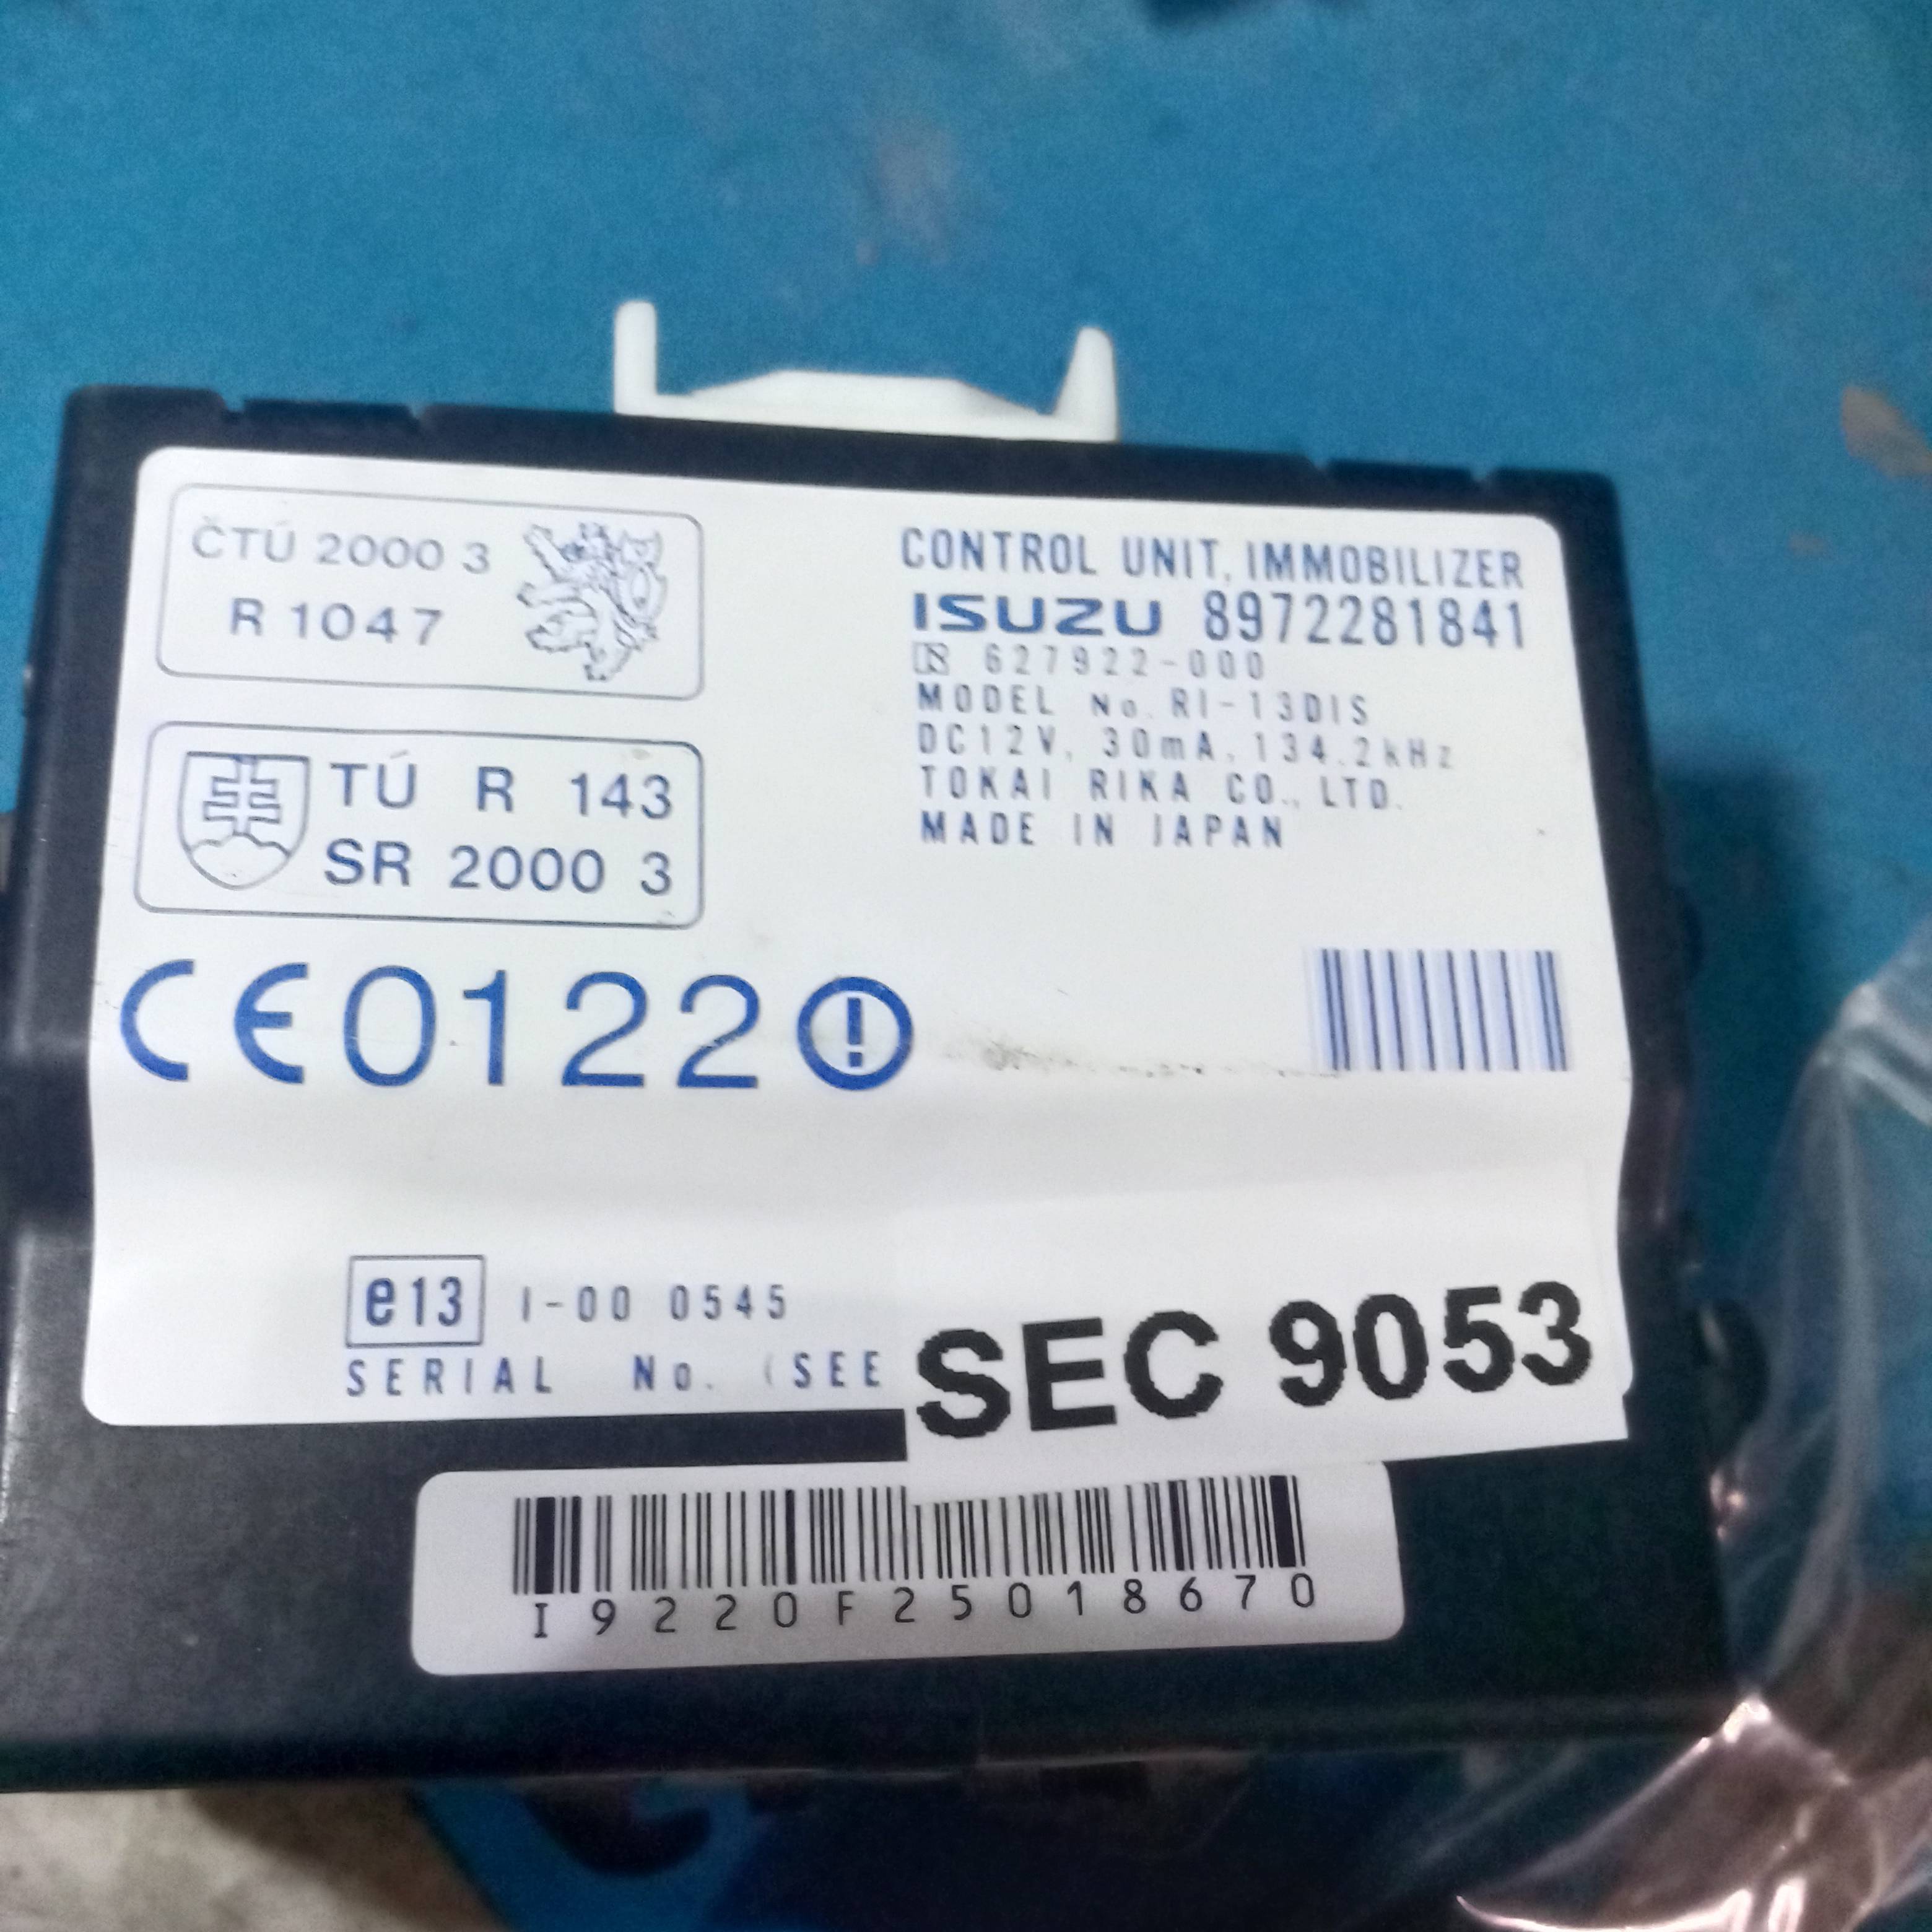 ČTÚ 2000 3
R 1047
TÚ R 143
SR 2000 3
CE0122
CONTROL UNIT, IMMOBILIZER
ISUZU 8972281841
627922-000
MODEL No. RI-13DIS
DC12V, 30mA, 134.2kHz
TOKAI RIKA CO., LTD.
MADE IN JAPAN
e13 I-00 0545
SERIAL No. (SEE
SEC 9053
I9220F25018670